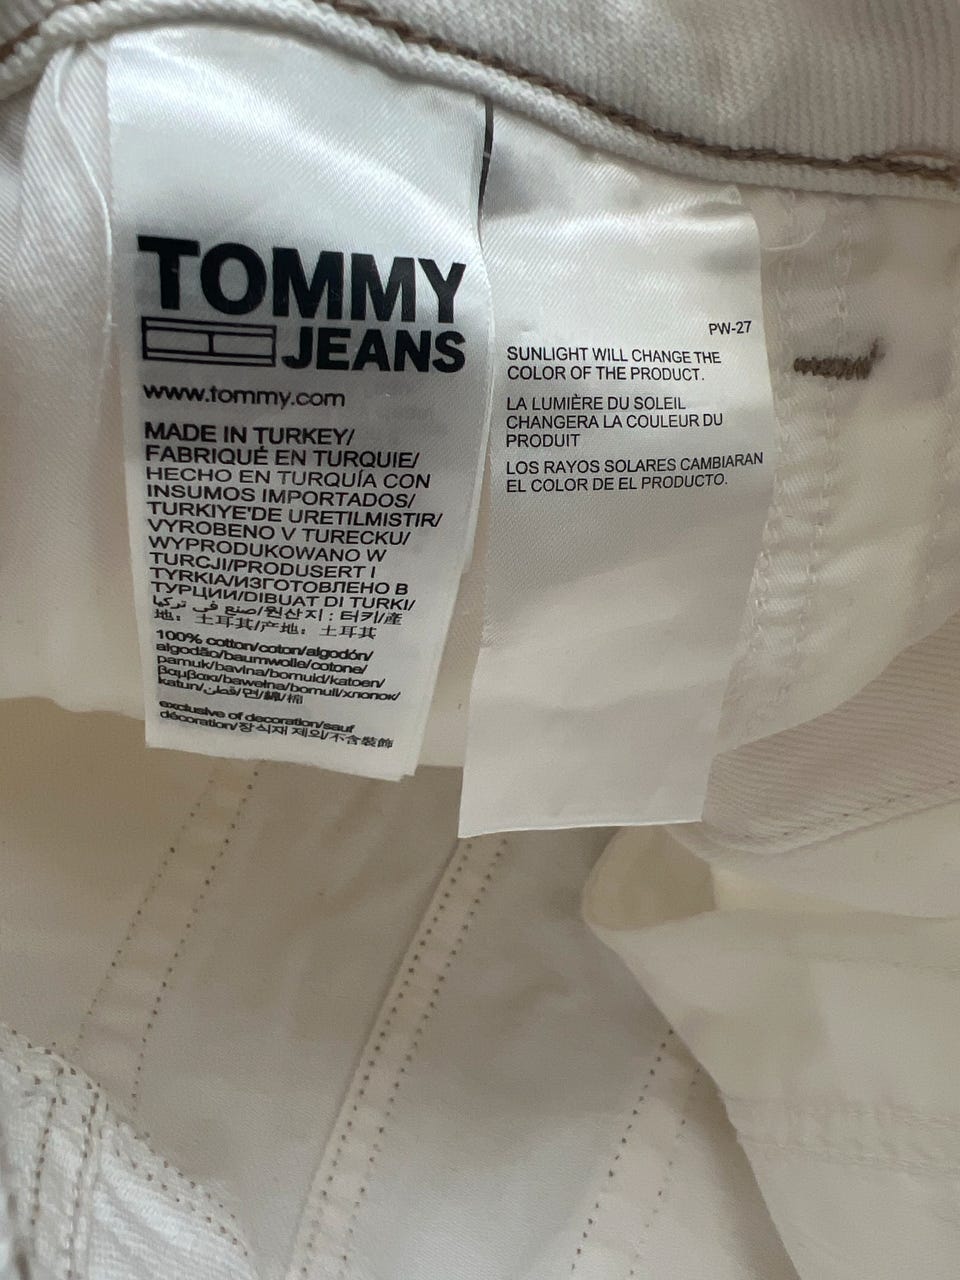 TOMMY
JEANS
www.tommy.com
MADE IN TURKEY/
FABRIQUÉ EN TURQUIE/
HECHO EN TURQUÍA CON
INSUMOS IMPORTADOS/
TURKIYE'DE URETILMISTIR/
VYROBENO V TURECKU/
WYPRODUKOWANO W
TURCJI/PRODUSERT I
TYRKIA/ИЗГОТОВЛЕНО В
ТУРЦИИ/DIBUAT DI TURKI/
صنع في تركيا/원산지 : 터키/產
地： 土耳其/产地： 土耳其
100% cotton/coton/algodón/
algodão/baumwolle/cotone/
pamuk/bavlna/bomuld/katoen/
βαμβακι/bawełna/bomull/хлопок/
katun/قطن/면/綿/棉
exclusive of decoration/sauf
décoration/장식재 제외/不含裝飾
PW-27
SUNLIGHT WILL CHANGE THE
COLOR OF THE PRODUCT.
LA LUMIÈRE DU SOLEIL
CHANGERA LA COULEUR DU
PRODUIT
LOS RAYOS SOLARES CAMBIARAN
EL COLOR DE EL PRODUCTO.